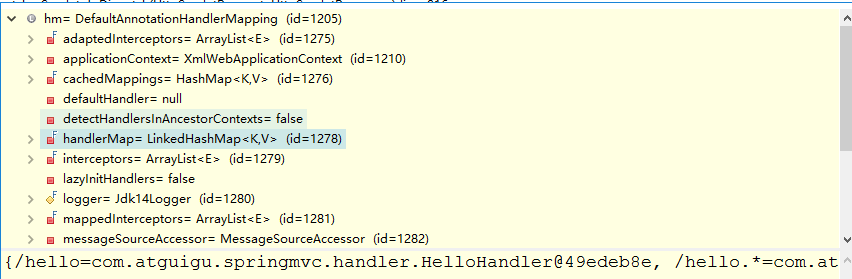 hm= DefaultAnnotationHandlerMapping (id=1205)
adaptedInterceptors= ArrayList<E> (id=1275)
applicationContext= XmlWebApplicationContext (id=1210)
cachedMappings= HashMap<K,V> (id=1276)
defaultHandler= null
detectHandlersInAncestorContexts= false
handlerMap= LinkedHashMap<K,V> (id=1278)
interceptors= ArrayList<E> (id=1279)
lazyInitHandlers= false
logger= Jdk14Logger (id=1280)
mappedInterceptors= ArrayList<E> (id=1281)
messageSourceAccessor= MessageSourceAccessor (id=1282)
{/hello=com.atguigu.springmvc.handler.HelloHandler@49edeb8e, /hello.*=com.at